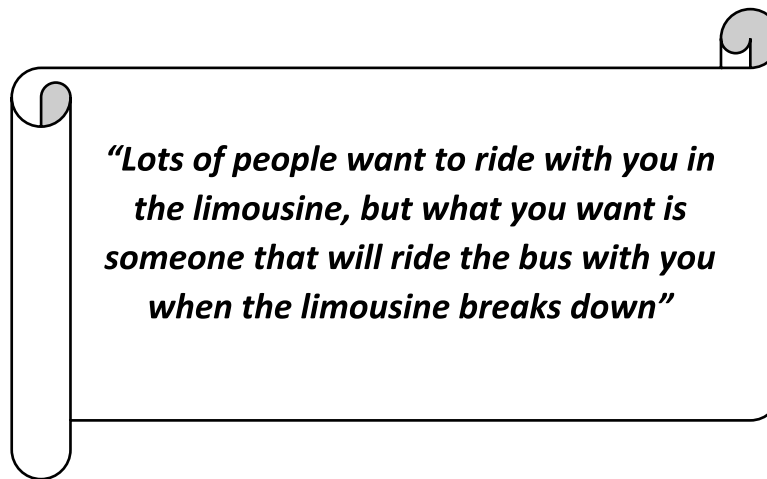 “Lots of people want to ride with you in
the limousine, but what you want is
someone that will ride the bus with you
when the limousine breaks down”